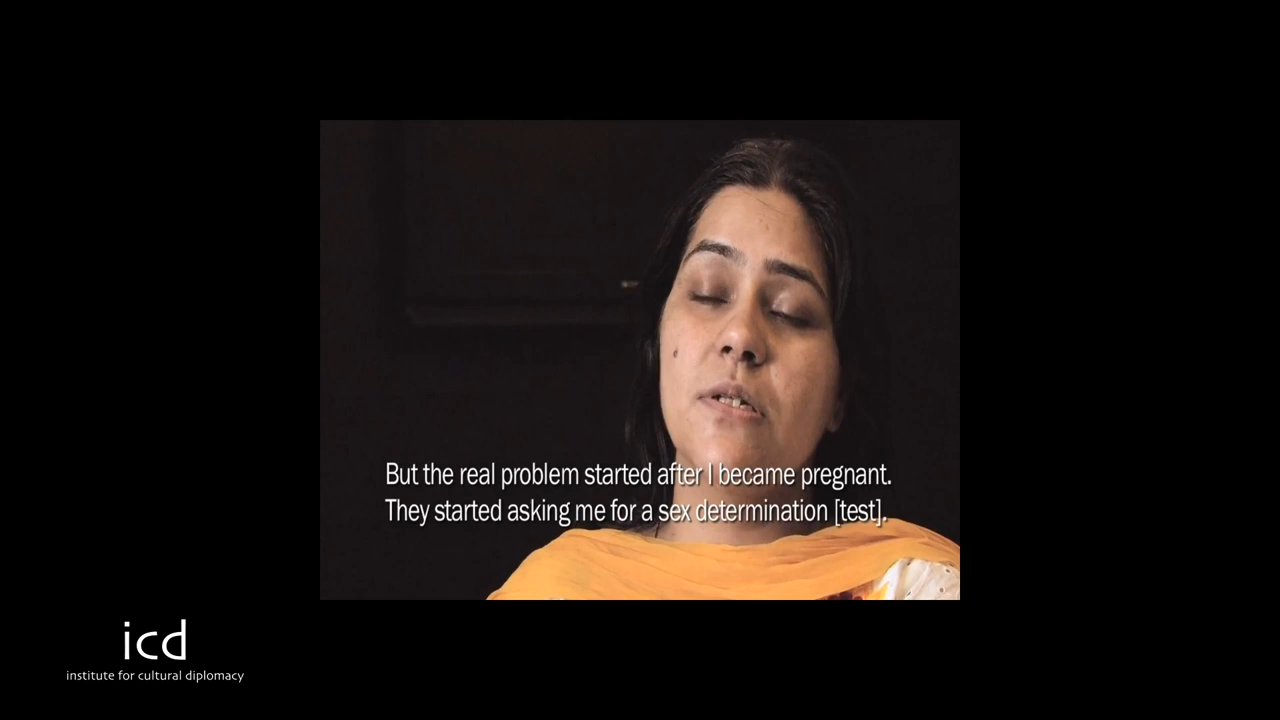 But the real problem started after I became pregnant.
They started asking me for a sex determination [test].
icd
institute for cultural diplomacy